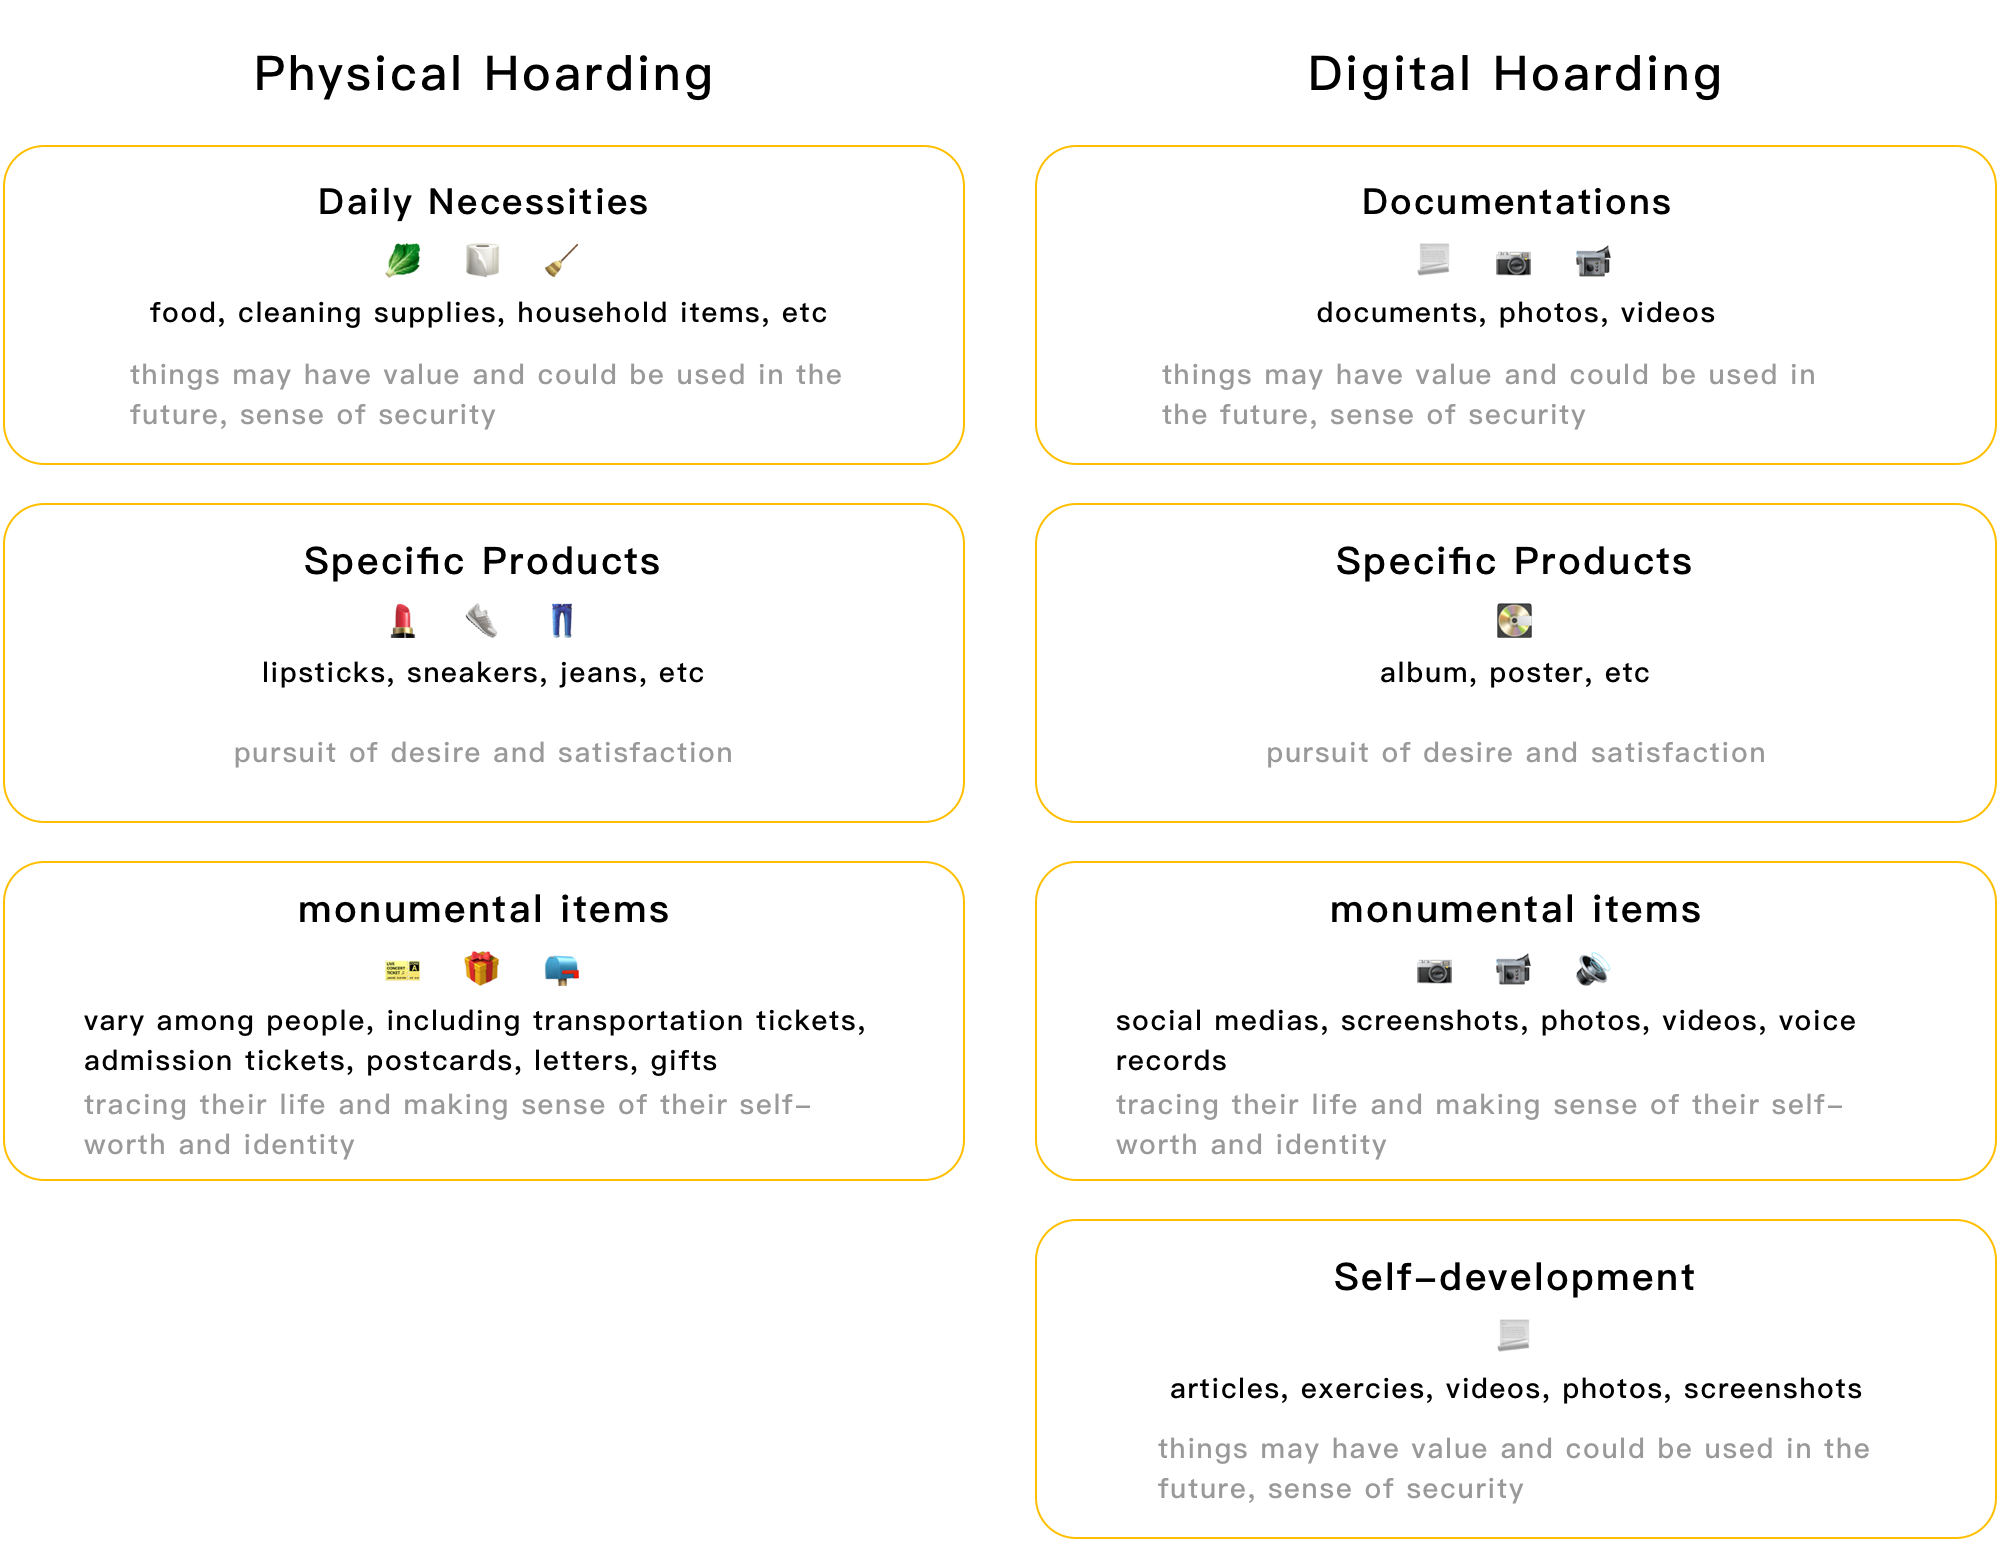 Physical Hoarding
Daily Necessities
food, cleaning supplies, household items, etc
things may have value and could be used in the
future, sense of security
Specific Products
lipsticks, sneakers, jeans, etc
pursuit of desire and satisfaction
monumental items
LIVE
CONCERT
TICKET
A
vary among people, including transportation tickets,
admission tickets, postcards, letters, gifts
tracing their life and making sense of their self-
worth and identity
Digital Hoarding
Documentations
documents, photos, videos
things may have value and could be used in
the future, sense of security
Specific Products
album, poster, etc
pursuit of desire and satisfaction
monumental items
social medias, screenshots, photos, videos, voice
records
tracing their life and making sense of their self-
worth and identity
Self-development
articles, exercies, videos, photos, screenshots
things may have value and could be used in the
future, sense of security